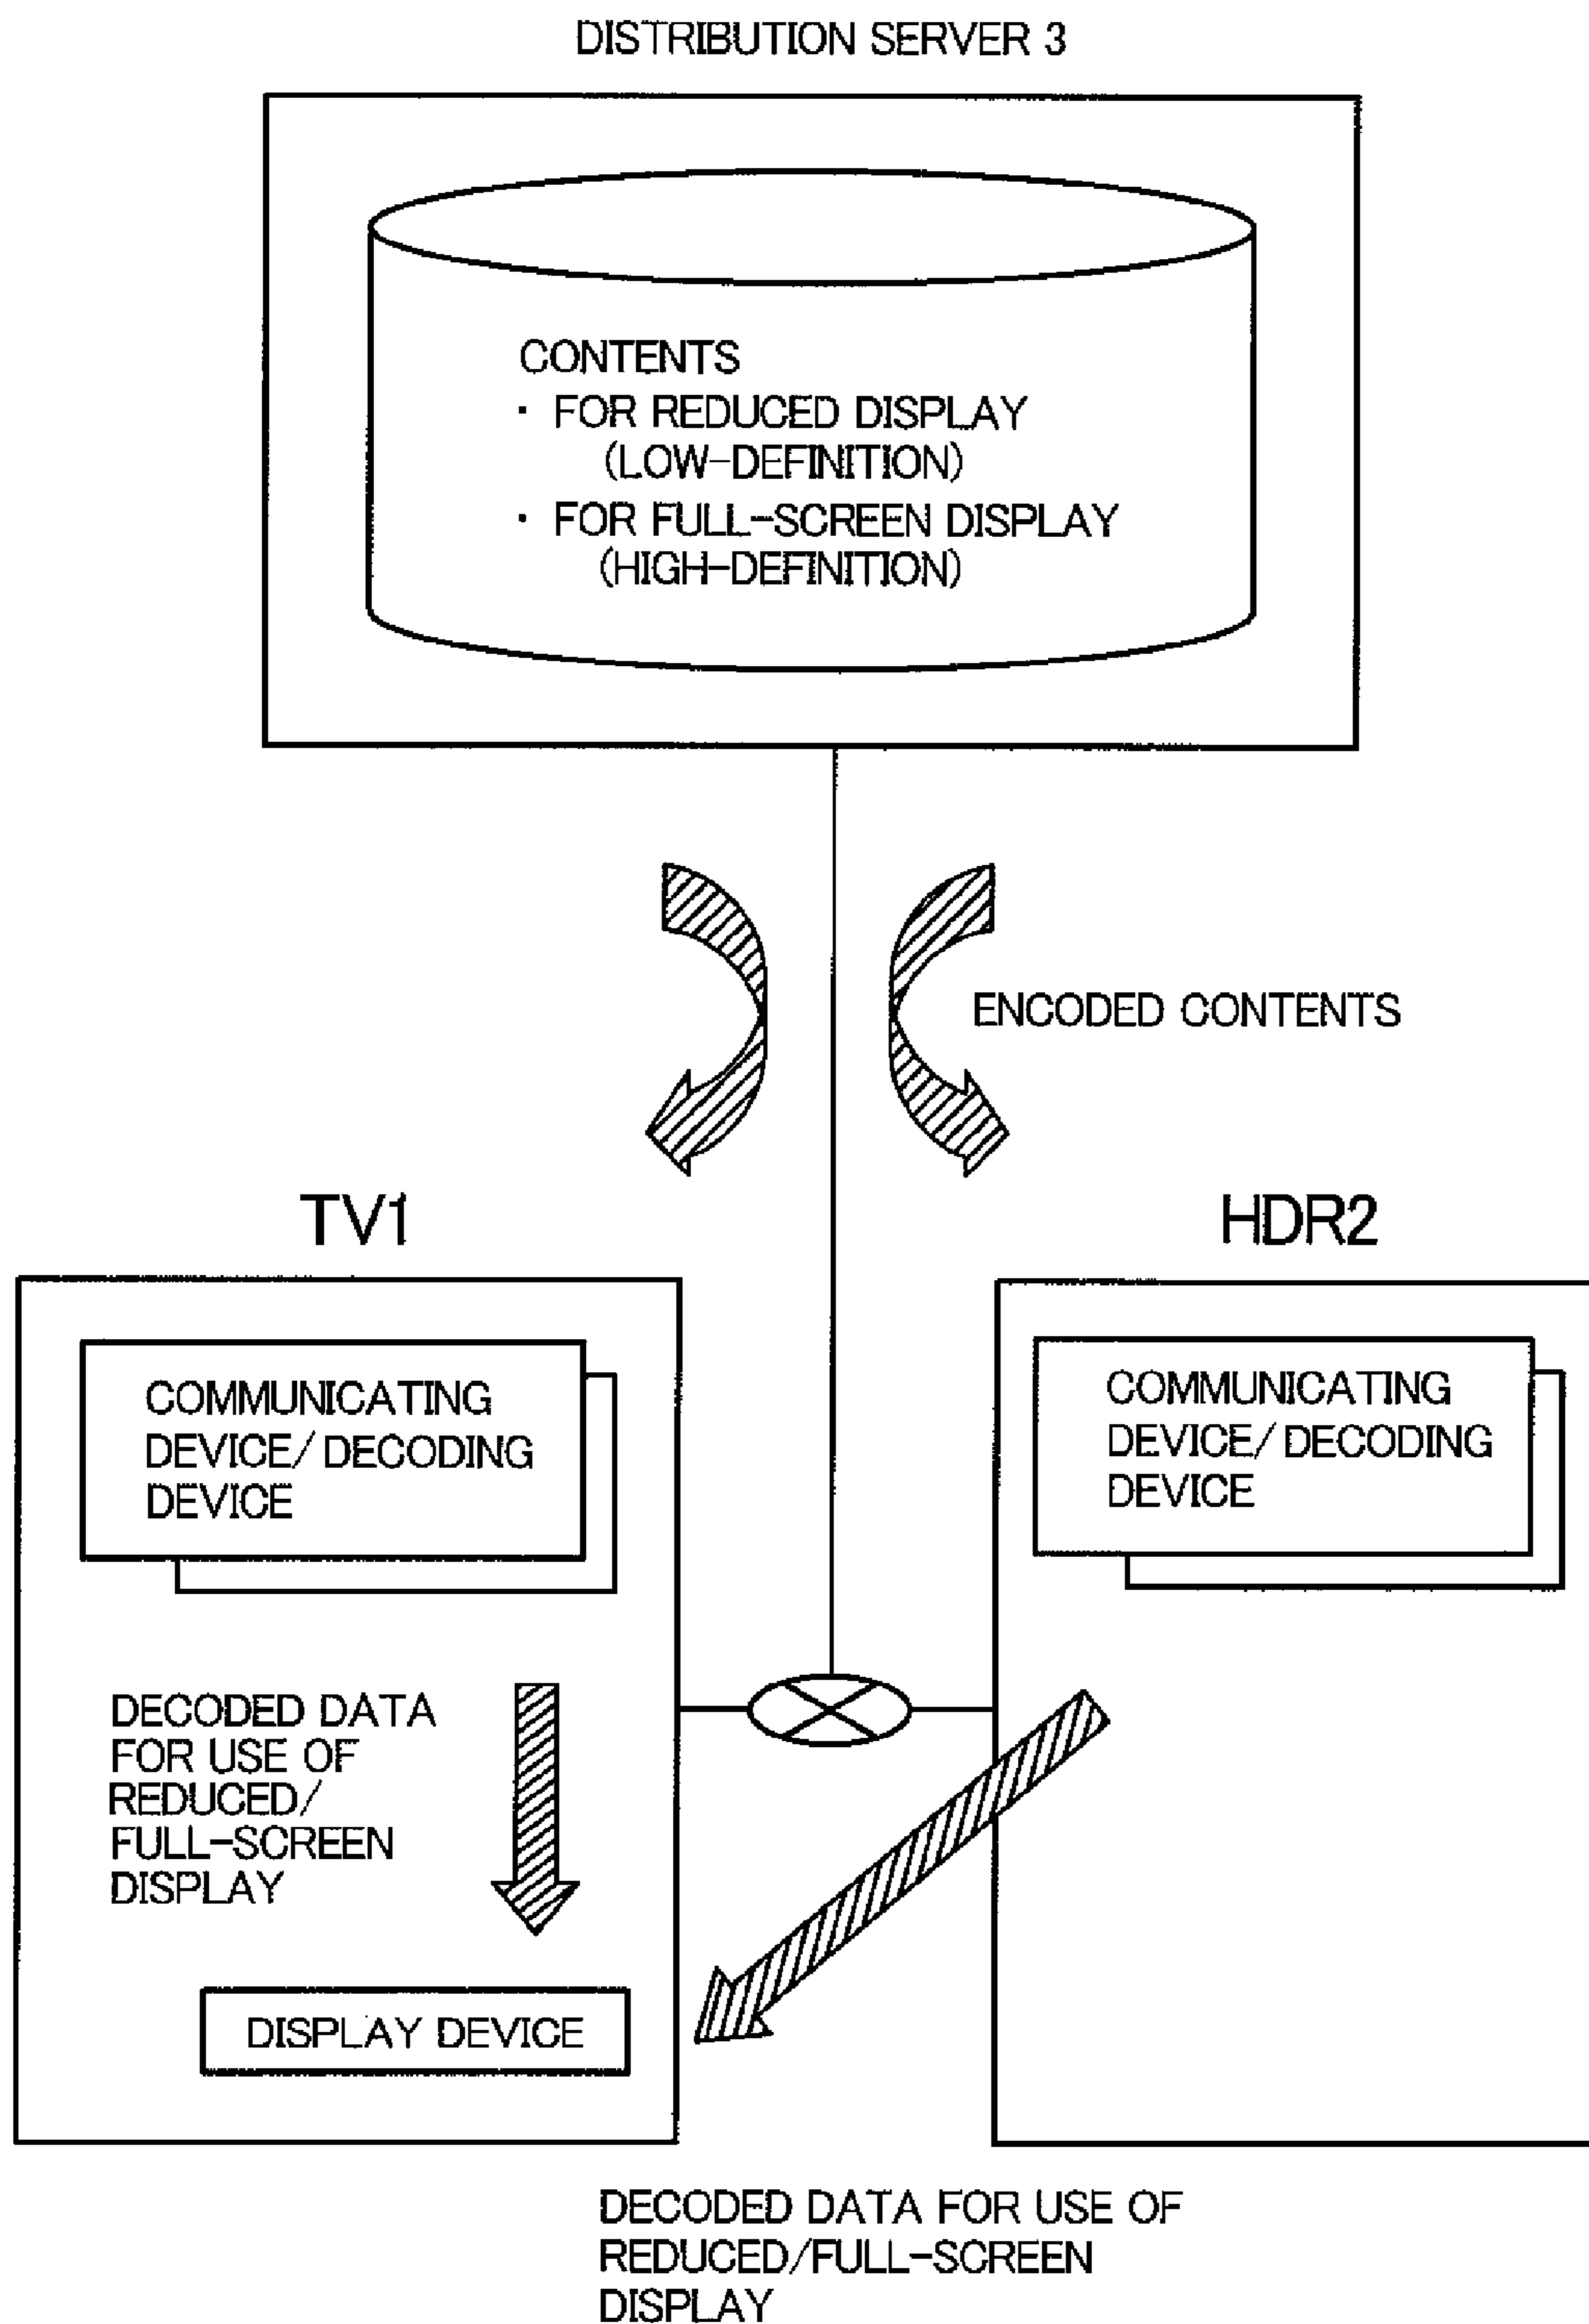 DISTRIBUTION SERVER 3
CONTENTS
・ FOR REDUCED DISPLAY
(LOW-DEFINITION)
・ FOR FULL-SCREEN DISPLAY
(HIGH-DEFINITION)
ENCODED CONTENTS
TV1
HDR2
COMMUNICATING
DEVICE/DECODING
DEVICE
COMMUNICATING
DEVICE/DECODING
DEVICE
DECODED DATA
FOR USE OF
REDUCED/
FULL-SCREEN
DISPLAY
DISPLAY DEVICE
DECODED DATA FOR USE OF
REDUCED/FULL-SCREEN
DISPLAY